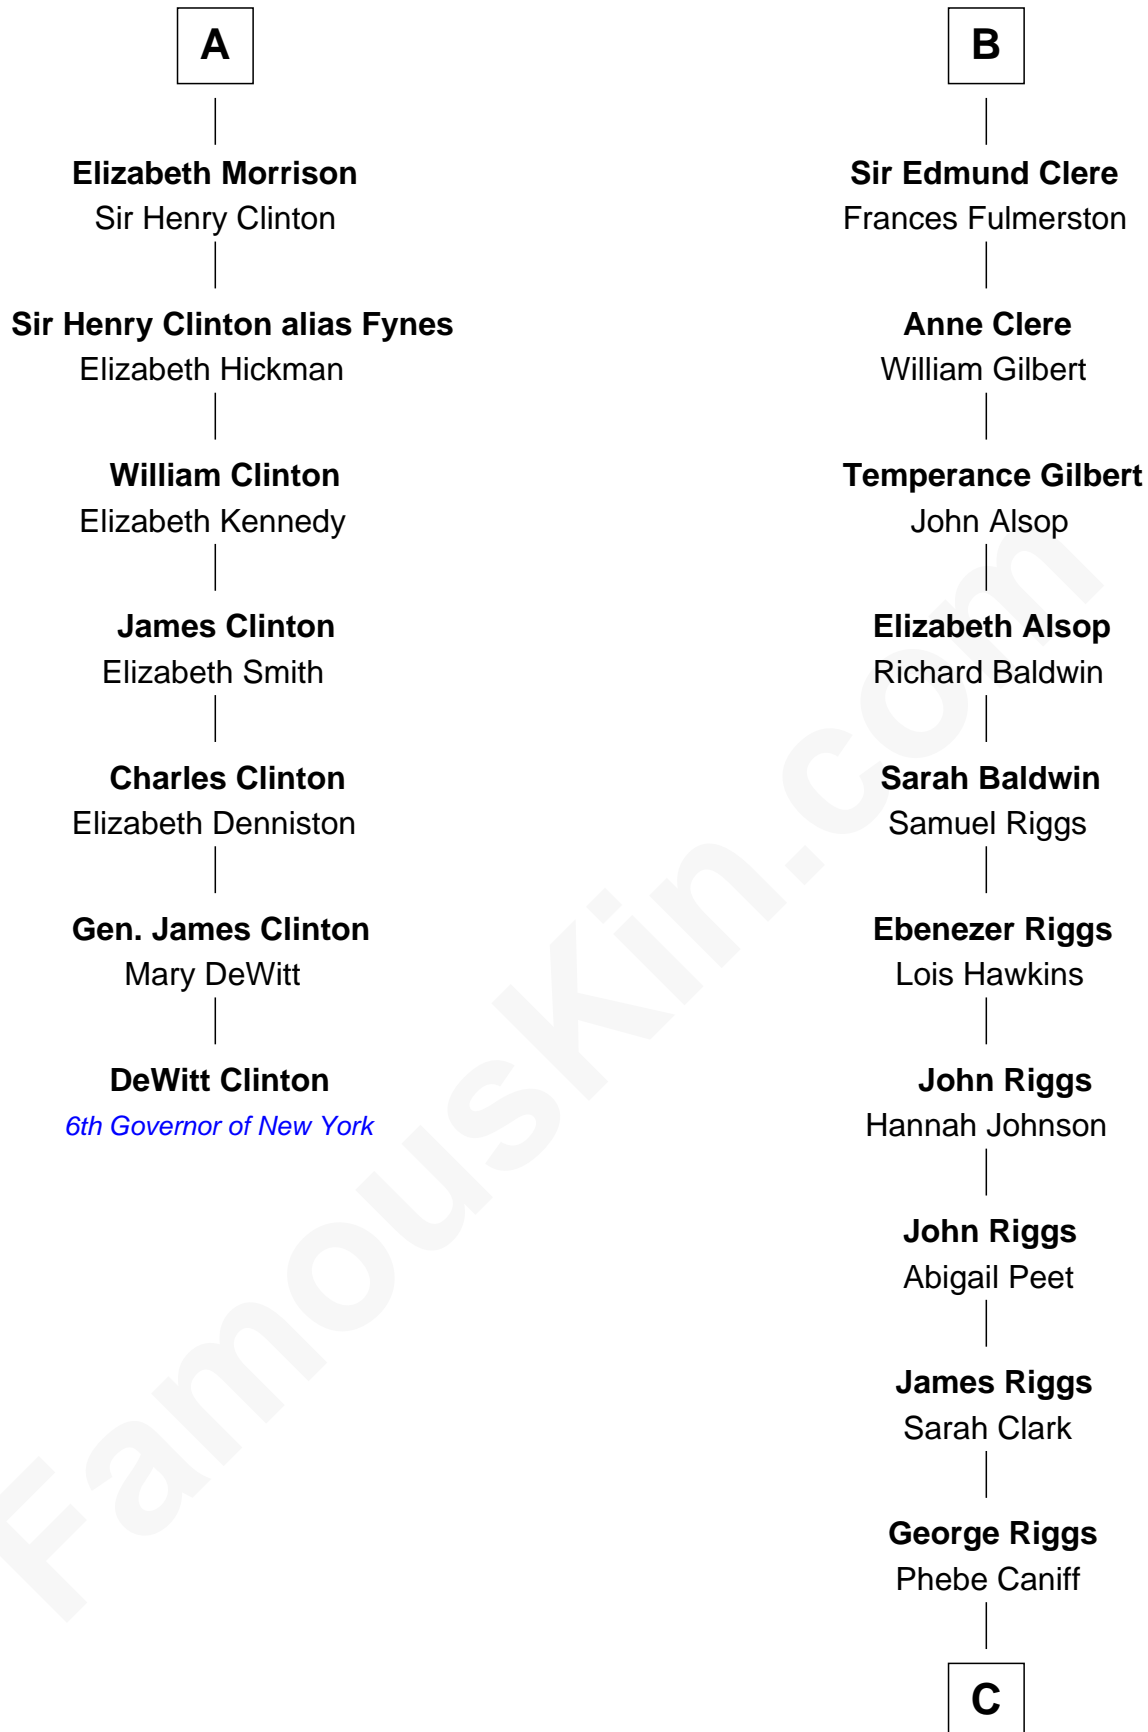 A
Elizabeth Morrison
Sir Henry Clinton
Sir Henry Clinton alias Fynes
Elizabeth Hickman
William Clinton
Elizabeth Kennedy
James Clinton
Elizabeth Smith
Charles Clinton
Elizabeth Denniston
Gen. James Clinton
Mary DeWitt
DeWitt Clinton
6th Governor of New York
B
Sir Edmund Clere
Frances Fulmerston
Anne Clere
William Gilbert
Temperance Gilbert
John Alsop
Elizabeth Alsop
Richard Baldwin
Sarah Baldwin
Samuel Riggs
Ebenezer Riggs
Lois Hawkins
John Riggs
Hannah Johnson
John Riggs
Abigail Peet
James Riggs
Sarah Clark
George Riggs
Phebe Caniff
C
FamousKin.com